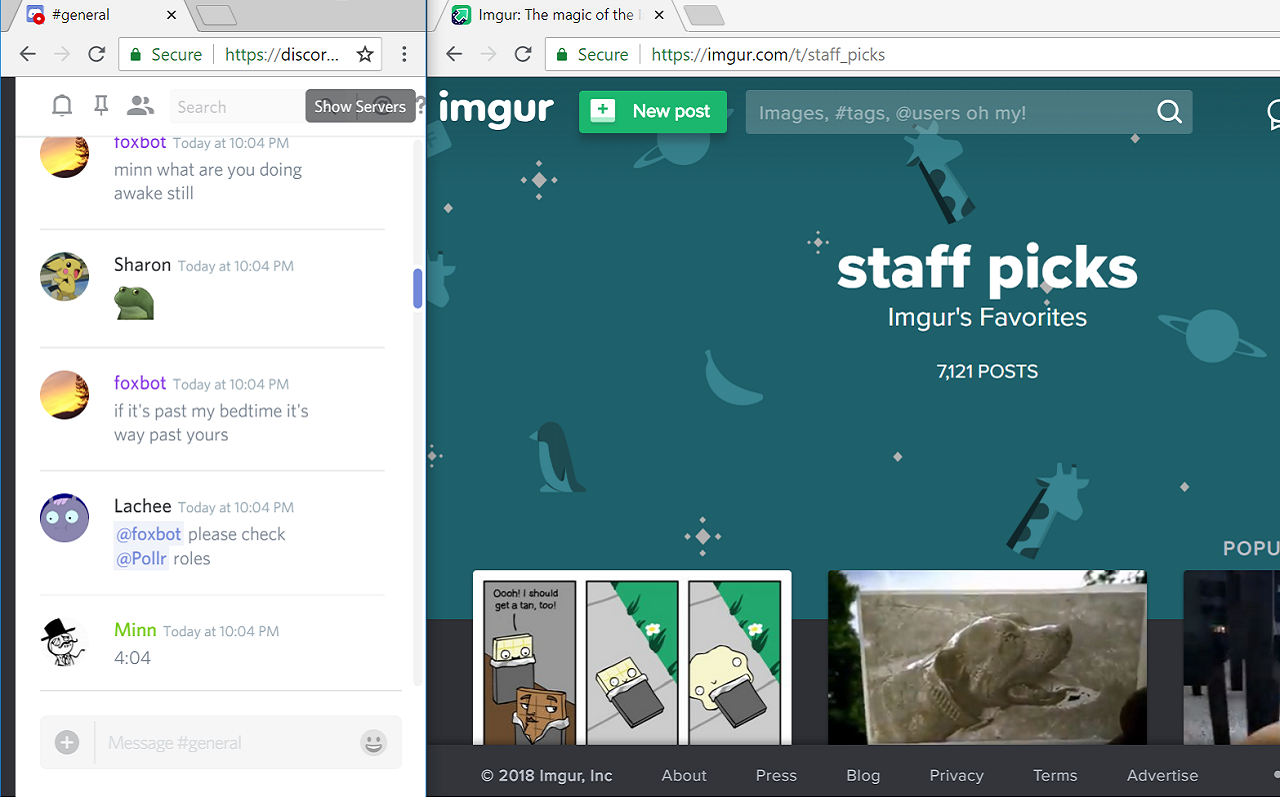 #general
Secure
https://discor...
Search
Show Servers
?
foxbot Today at 10:04 PM
minn what are you doing
awake still
Sharon Today at 10:04 PM
foxbot Today at 10:04 PM
if it's past my bedtime it's
way past yours
Lachee Today at 10:04 PM
@foxbot please check
@Pollr roles
Minn Today at 10:04 PM
4:04
Message #general
Imgur: The magic of the
Secure
https://imgur.com/t/staff_picks
imgur
New post
Images, #tags, @users oh my!
staff picks
Imgur's Favorites
7,121 POSTS
POPU
Oooh! I should
get a tan, too!
© 2018 Imgur, Inc About Press Blog Privacy Terms Advertise